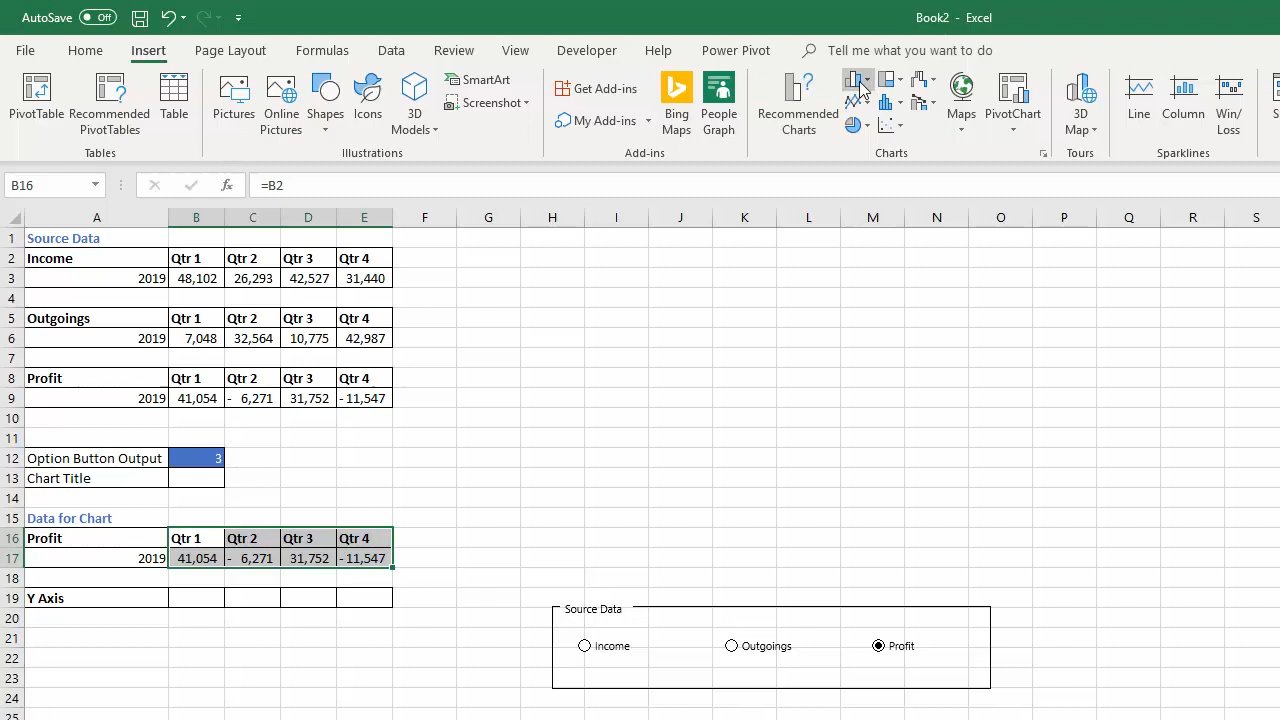 AutoSave Off Book2 - Excel
File Home Insert Page Layout Formulas Data Review View Developer Help Power Pivot Tell me what you want to do
PivotTable Recommended PivotTables Table Pictures Online Pictures Shapes Icons 3D Models SmartArt Screenshot Get Add-ins My Add-ins Bing Maps People Graph Recommended Charts Maps PivotChart 3D Map Line Column Win/Loss
Tables Illustrations Add-ins Charts Tours Sparklines
B16 fx =B2
A B C D E F G H I J K L M N O P Q R S
1 Source Data
2 Income Qtr 1 Qtr 2 Qtr 3 Qtr 4
3 2019 48,102 26,293 42,527 31,440
4
5 Outgoings Qtr 1 Qtr 2 Qtr 3 Qtr 4
6 2019 7,048 32,564 10,775 42,987
7
8 Profit Qtr 1 Qtr 2 Qtr 3 Qtr 4
9 2019 41,054 - 6,271 31,752 - 11,547
10
11
12 Option Button Output 3
13 Chart Title
14
15 Data for Chart
16 Profit Qtr 1 Qtr 2 Qtr 3 Qtr 4
17 2019 41,054 - 6,271 31,752 - 11,547
18
19 Y Axis
Source Data
20
21 Income Outgoings Profit
22
23
24